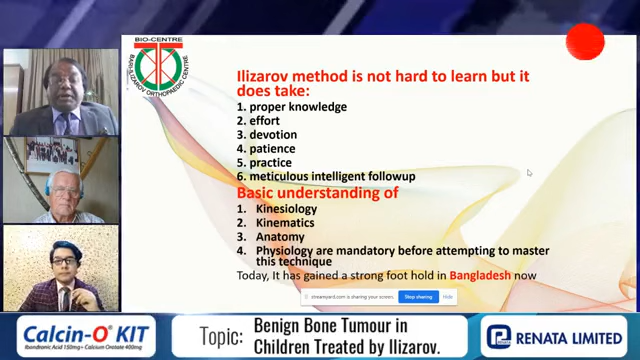 BIO-CENTRE
BARI-ILIZAROV ORTHOPAEDIC CENTRE
Ilizarov method is not hard to learn but it
does take:
1. proper knowledge
2. effort
3. devotion
4. patience
5. practice
6. meticulous intelligent followup
Basic understanding of
1. Kinesiology
2. Kinematics
3. Anatomy
4. Physiology are mandatory before attempting to master
this technique
Today, It has gained a strong foot hold in Bangladesh now
streamyard.com is sharing your screen.
Stop sharing
Hide
Calcin-O KIT
Ibandronic Acid 150mg + Calcium Orotate 400mg
Topic:
Benign Bone Tumour in
Children Treated by Ilizarov.
RENATA LIMITED